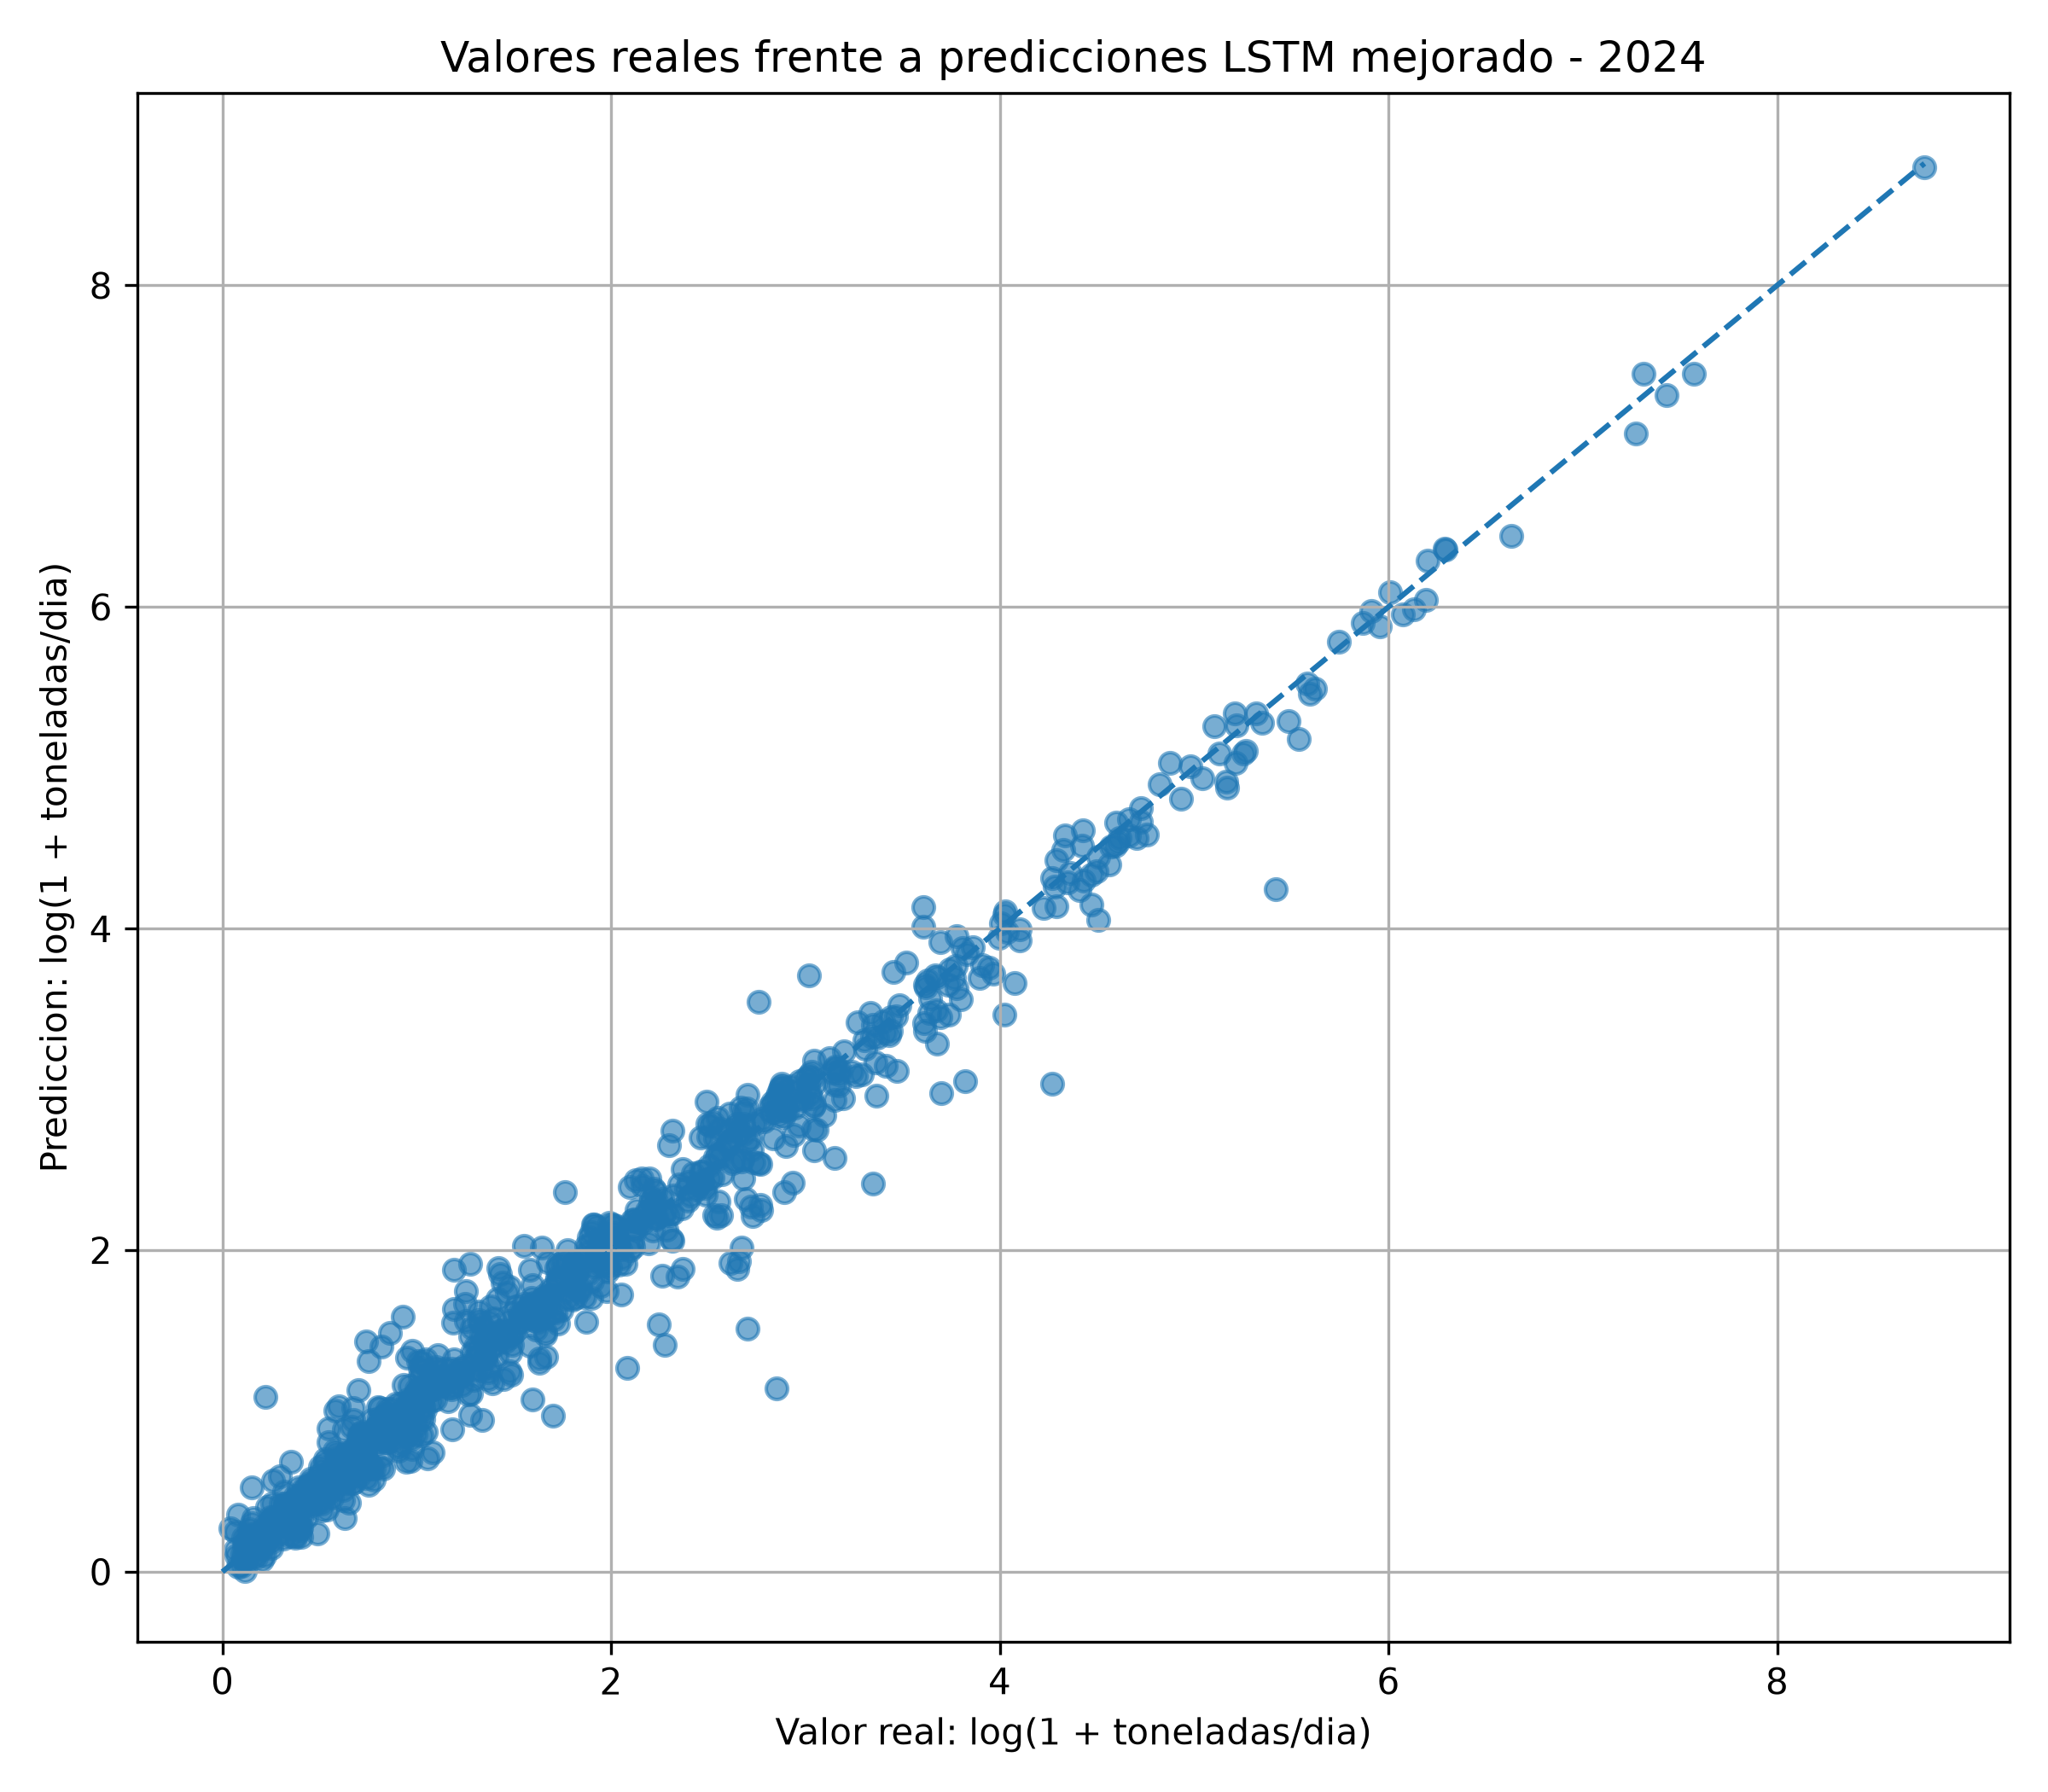 Valores reales frente a predicciones LSTM mejorado - 2024
Prediccion: log(1 + toneladas/dia)
8
6
4
2
0
0 2 4 6 8
Valor real: log(1 + toneladas/dia)